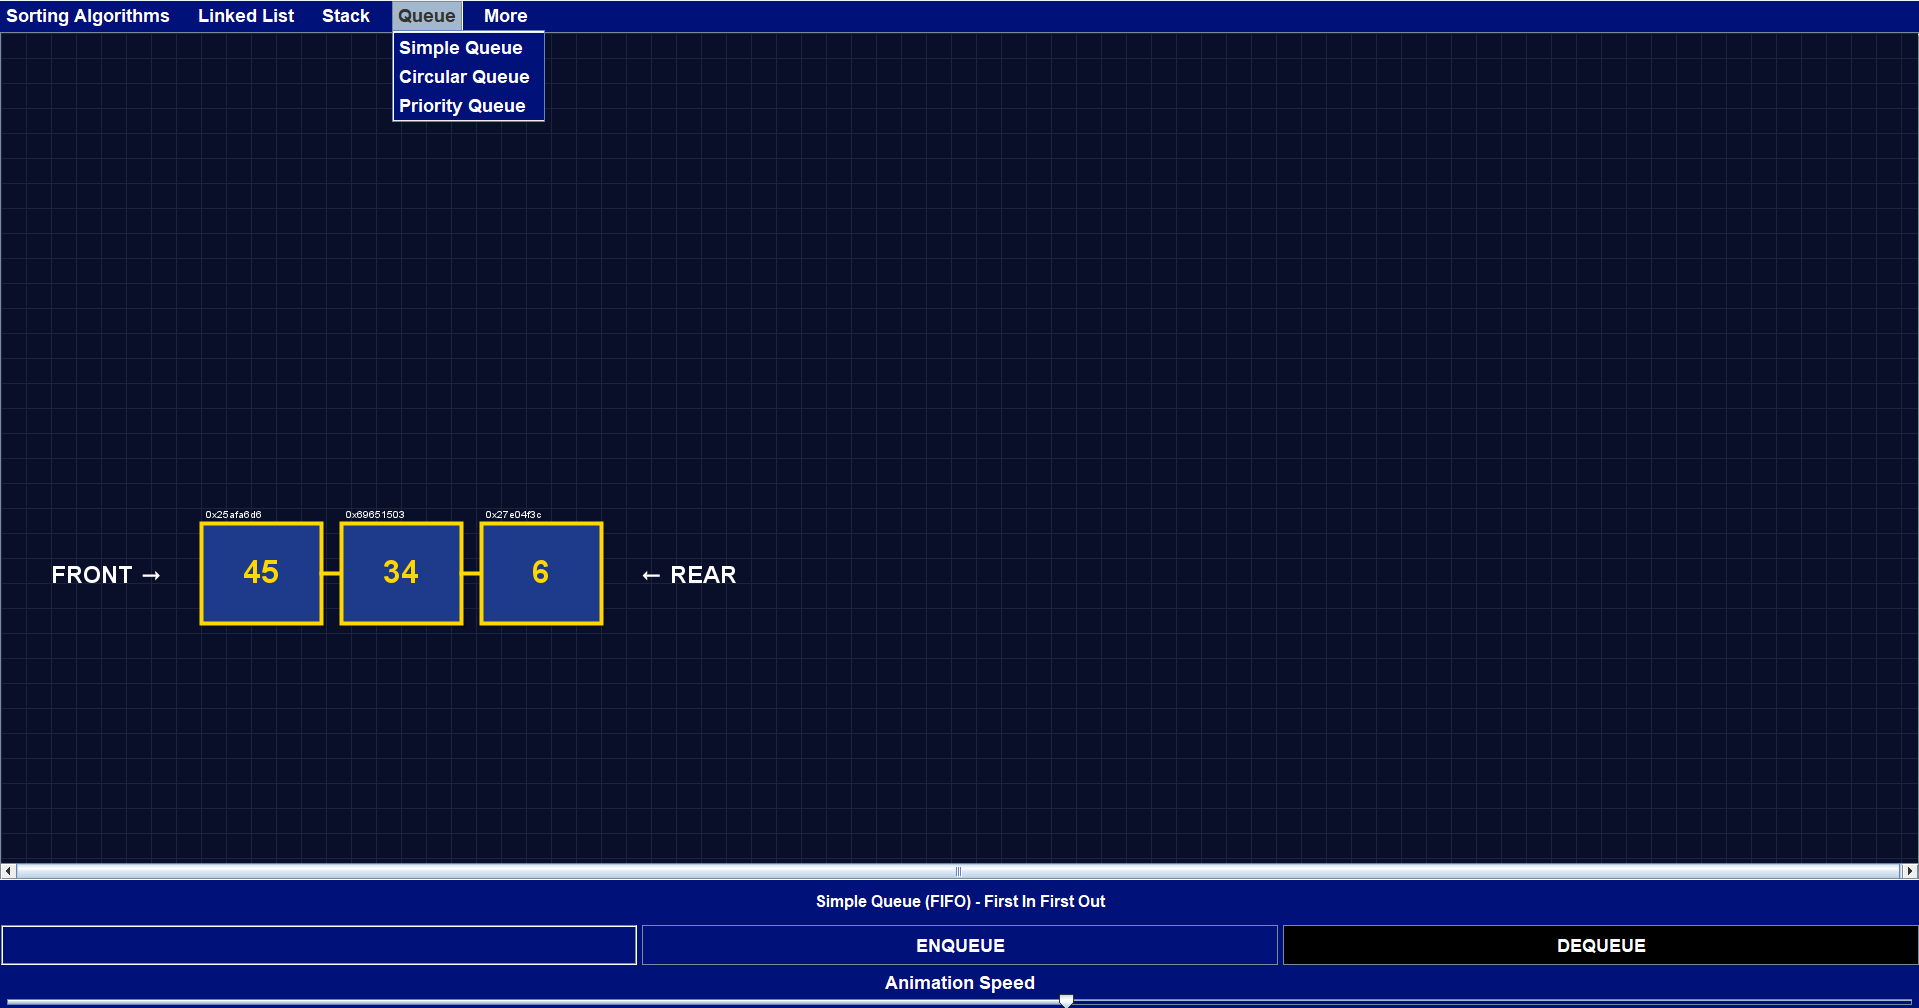 Sorting Algorithms Linked List Stack Queue More
Simple Queue
Circular Queue
Priority Queue
0x25afa6d6 0x69651503 0x27e04f3c
FRONT → 45 34 6 ← REAR
Simple Queue (FIFO) - First In First Out
ENQUEUE DEQUEUE
Animation Speed